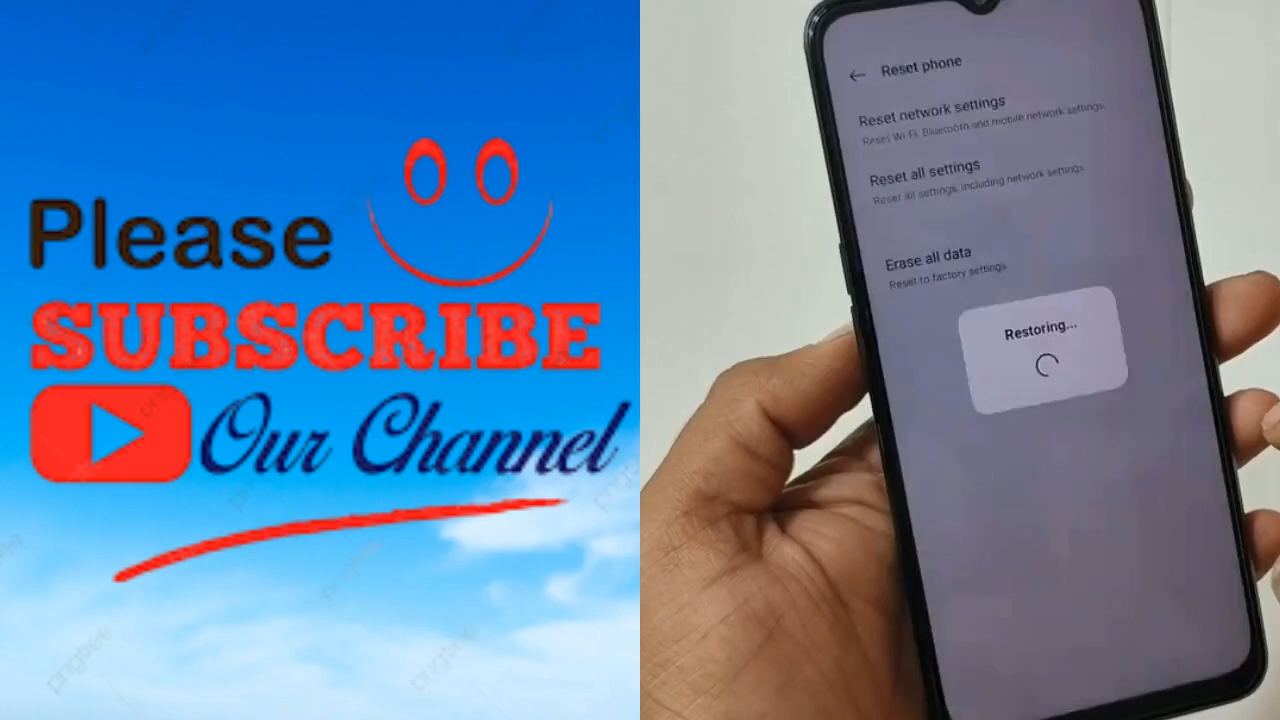 Please
SUBSCRIBE
Our Channel
Reset phone
Reset network settings
Reset Wi-Fi, Bluetooth and mobile network settings.
Reset all settings
Reset all settings, including network settings
Erase all data
Reset to factory settings
Restoring...
pngtree